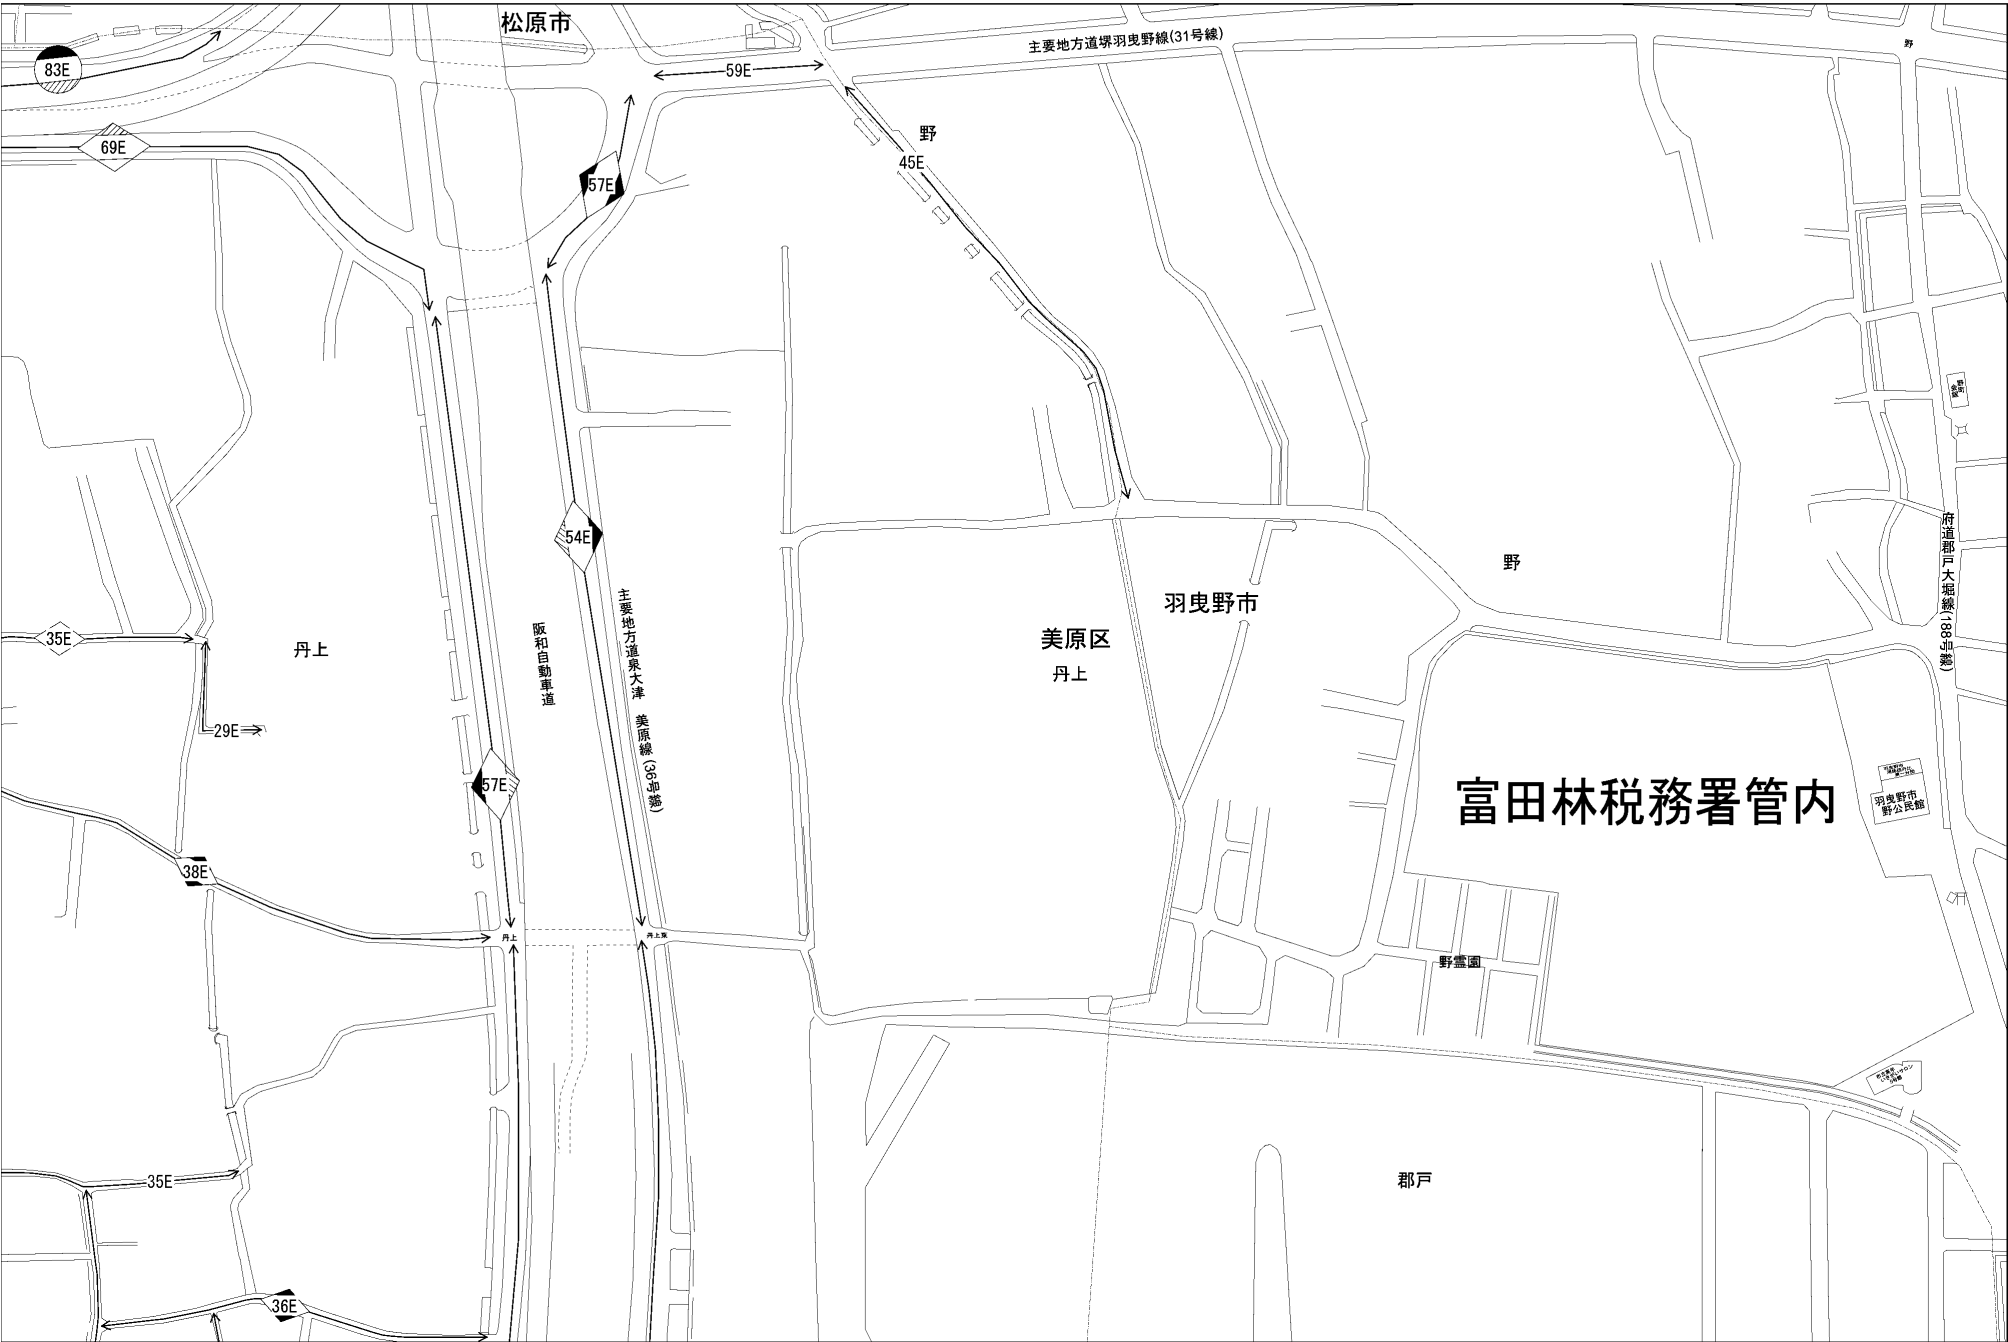 松原市
主要地方道堺羽曳野線(31号線)
野
83E
59E
野
69E
45E
57E
54E
府道郡戸大堀線(188号線)
野
羽曳野市
主要地方道泉大津 美原線(36号線)
阪和自動車道
35E
丹上
美原区
丹上
29E
57E
富田林税務署管内
羽曳野市
野公民館
38E
丹上
丹上東
野霊園
35E
郡戸
36E